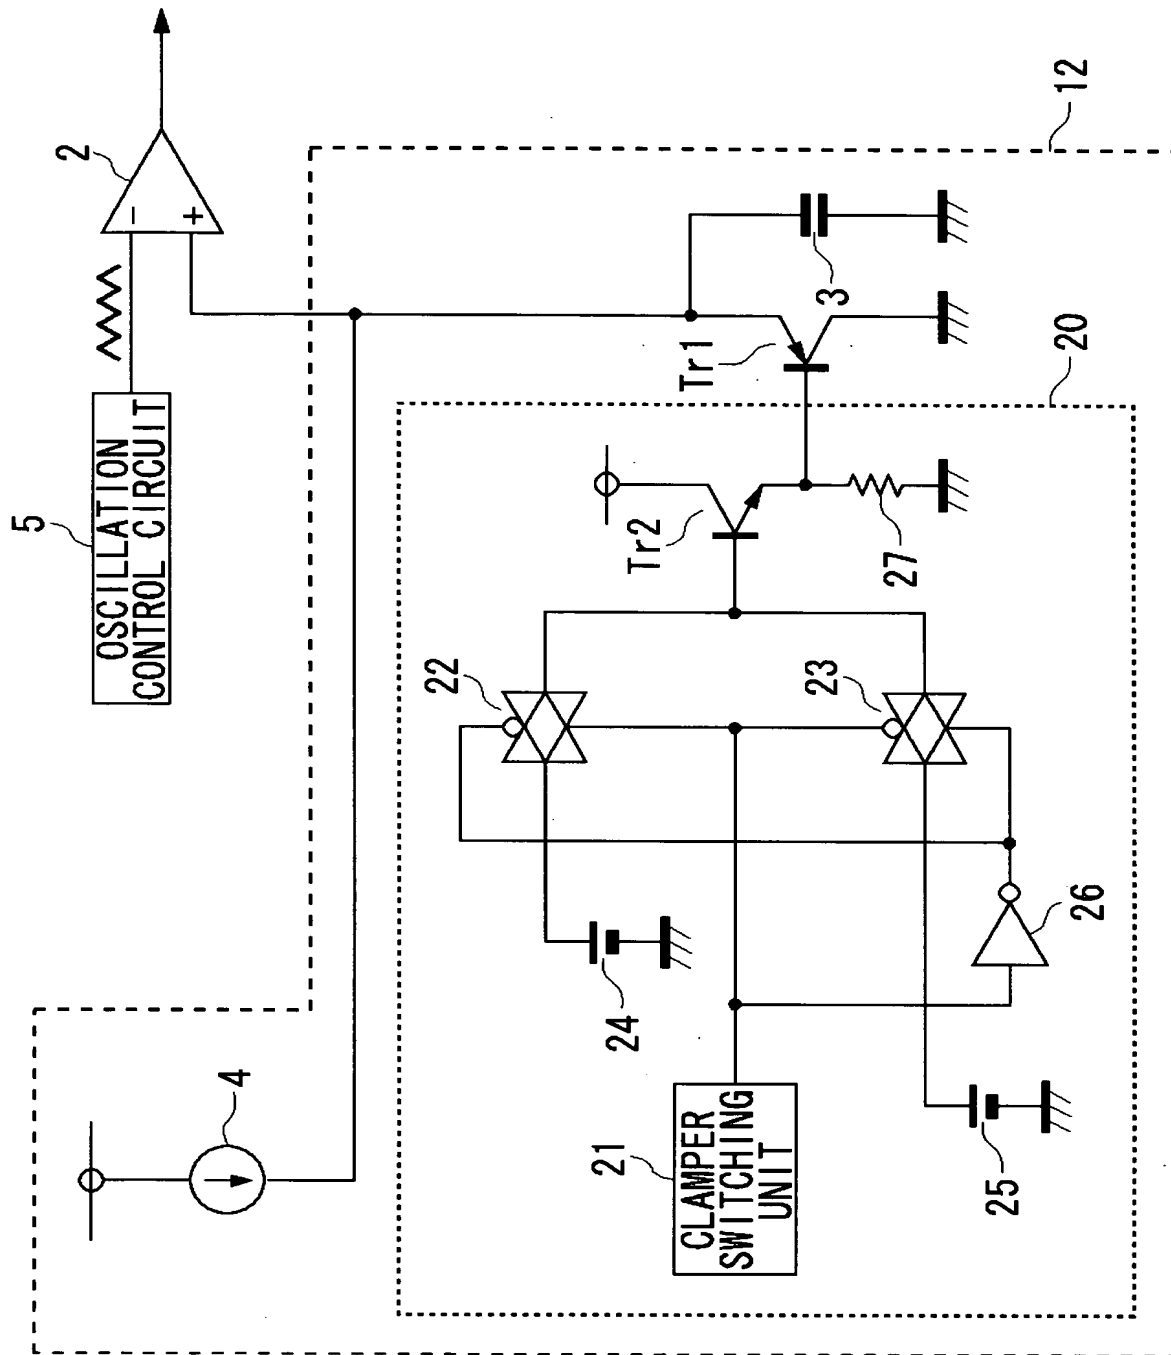 5
OSCILLATION
CONTROL CIRCUIT
2
−
+
12
4
3
Tr1
20
Tr2
27
22
23
24
26
21
CLAMPER
SWITCHING
UNIT
25